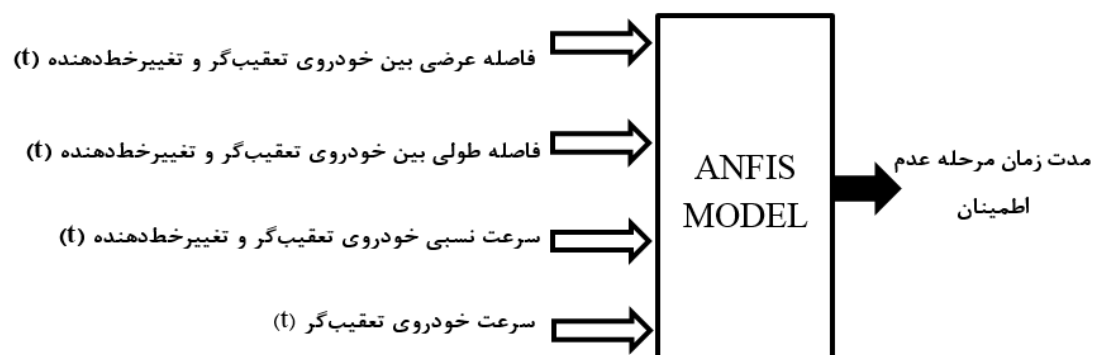 فاصله عرضی بین خودروی تعقیب‌گر و تغییرخط‌دهنده (t)
فاصله طولی بین خودروی تعقیب‌گر و تغییرخط‌دهنده (t)
سرعت نسبی خودروی تعقیب‌گر و تغییرخط‌دهنده (t)
سرعت خودروی تعقیب‌گر (t)
ANFIS
MODEL
مدت زمان مرحله عدم
اطمینان